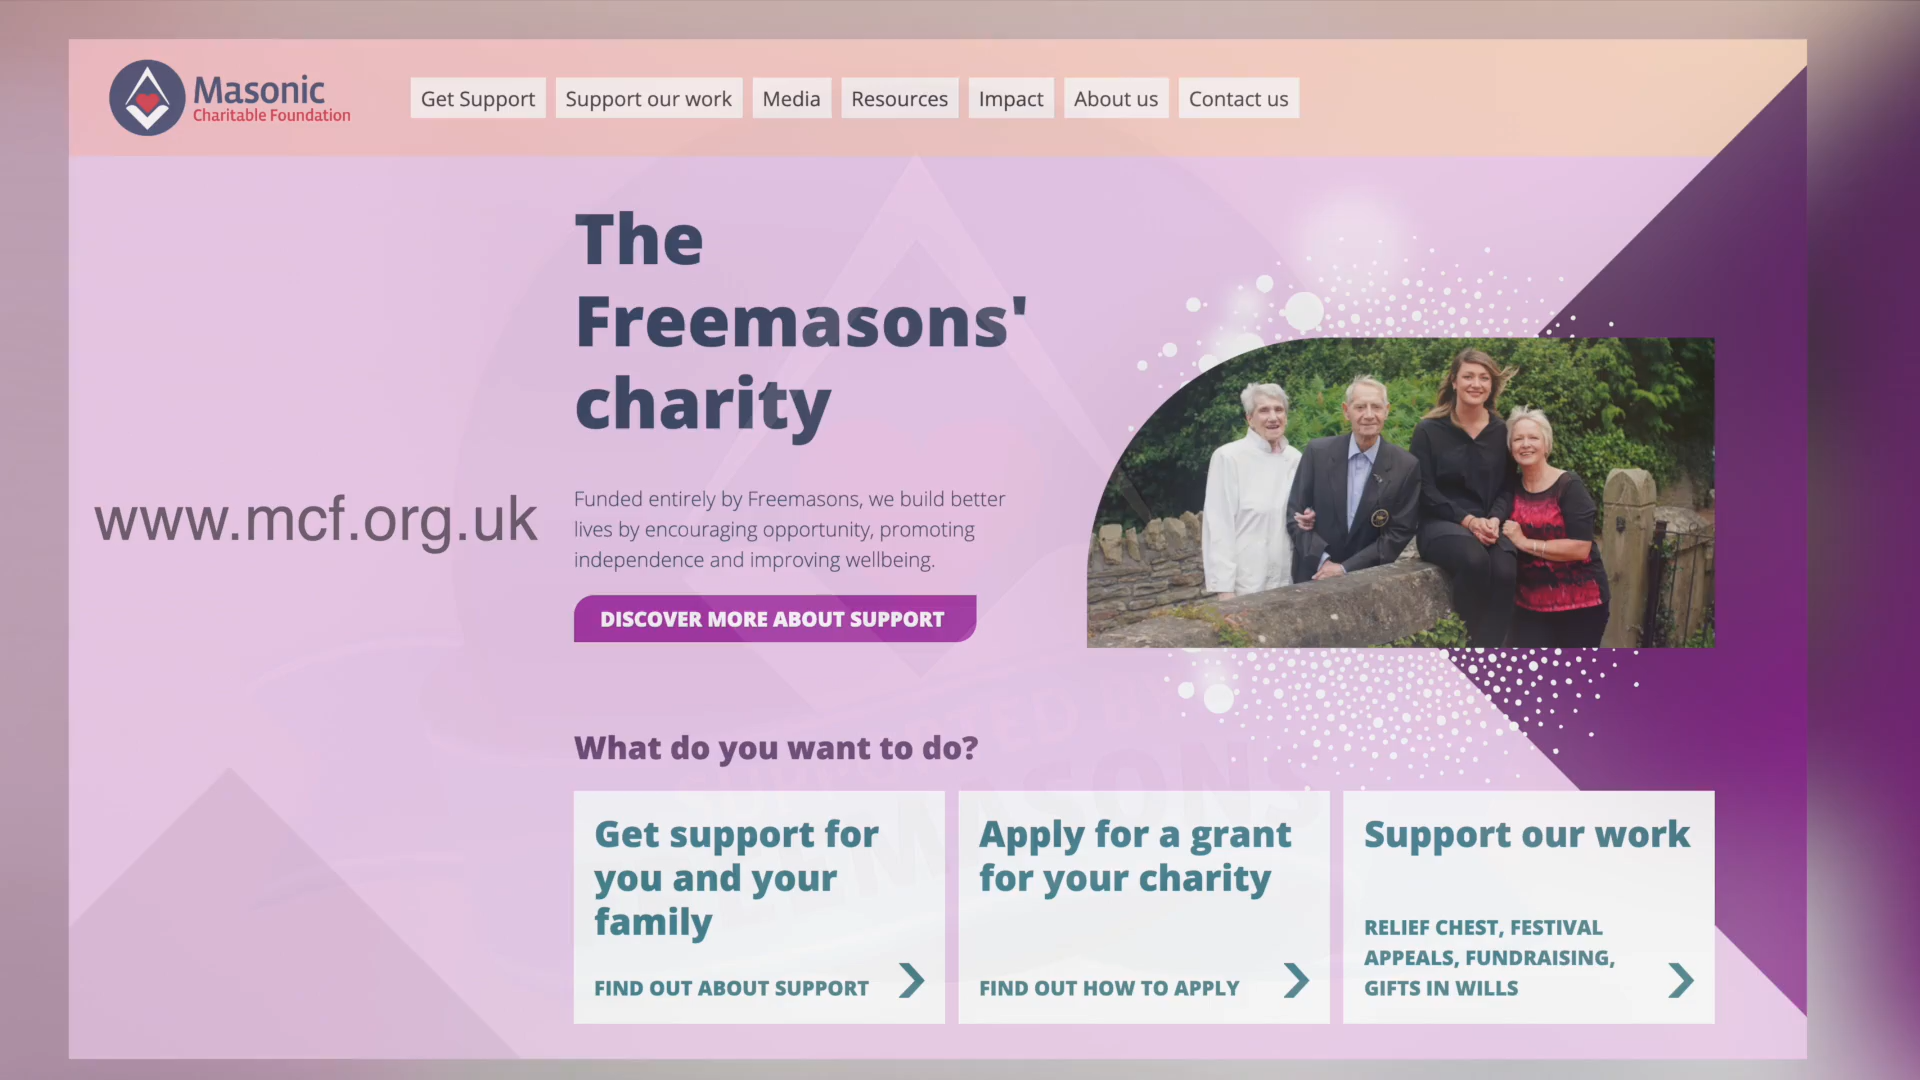 Masonic
Charitable Foundation
Get Support
Support our work
Media
Resources
Impact
About us
Contact us
The
Freemasons'
charity
www.mcf.org.uk
Funded entirely by Freemasons, we build better
lives by encouraging opportunity, promoting
independence and improving wellbeing.
DISCOVER MORE ABOUT SUPPORT
SUPPORTED BY
FREEMASONS
What do you want to do?
Get support for
you and your
family
FIND OUT ABOUT SUPPORT
Apply for a grant
for your charity
FIND OUT HOW TO APPLY
Support our work
RELIEF CHEST, FESTIVAL
APPEALS, FUNDRAISING,
GIFTS IN WILLS